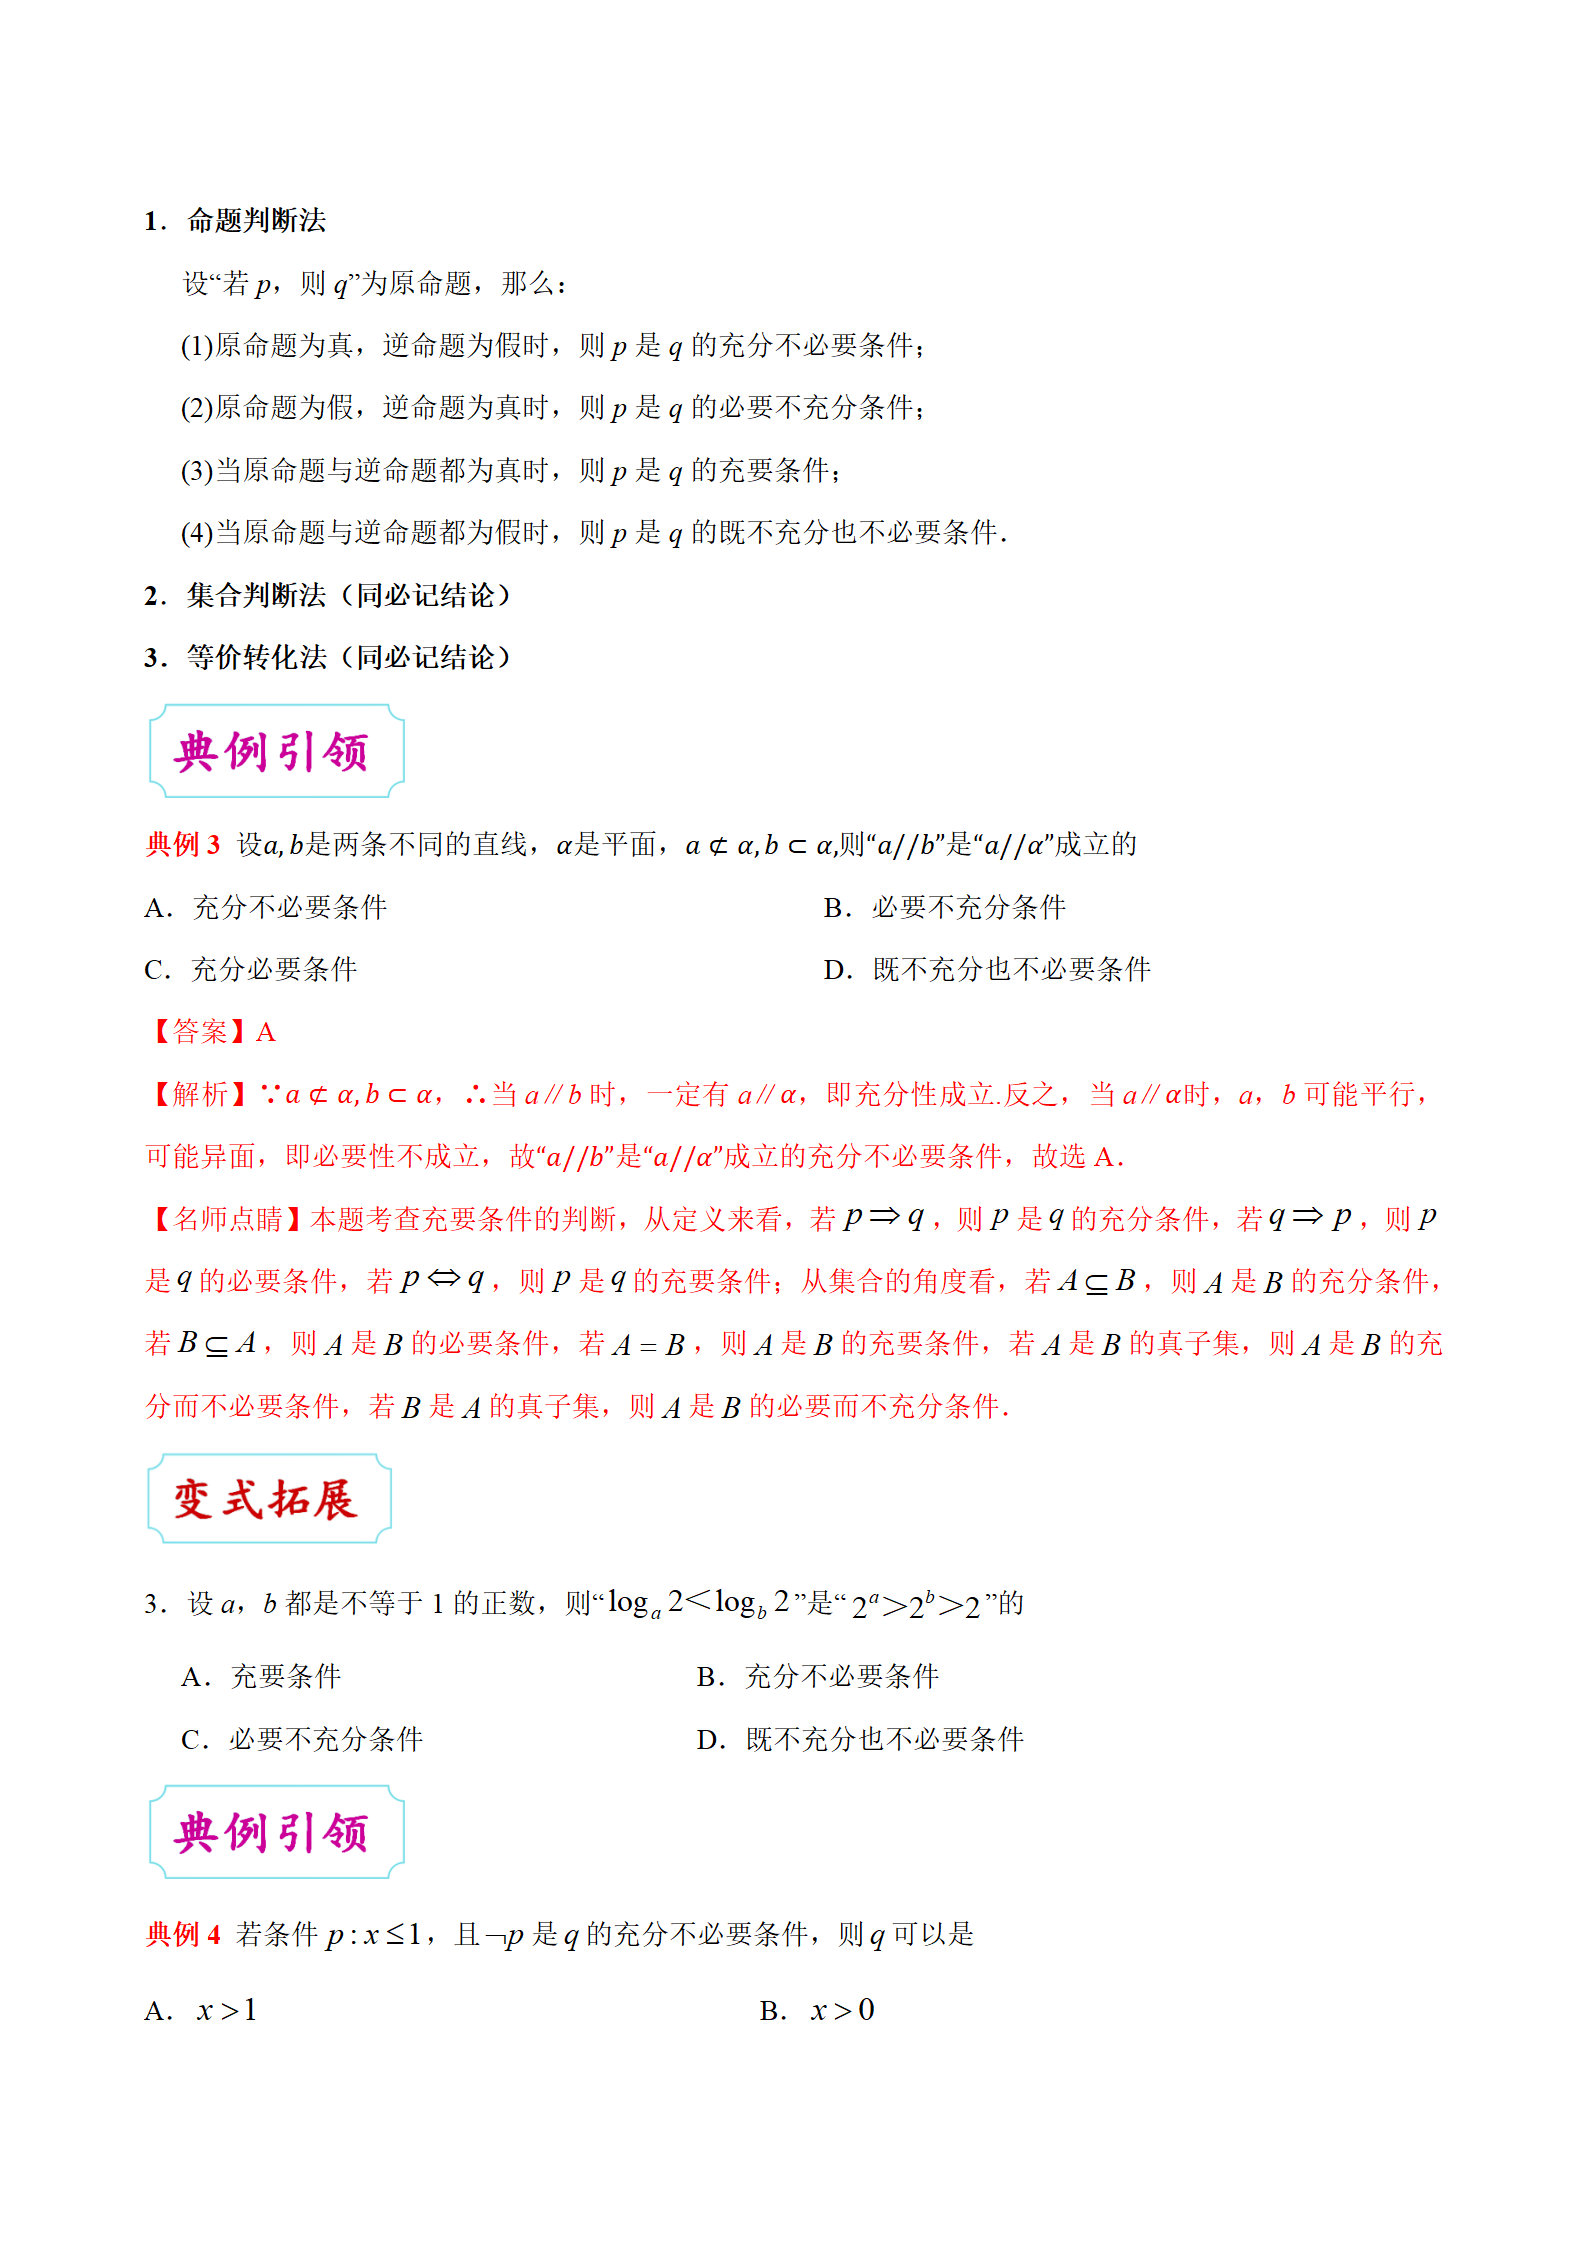 1．命题判断法
设“若 p，则 q”为原命题，那么：
(1)原命题为真，逆命题为假时，则 p 是 q 的充分不必要条件；
(2)原命题为假，逆命题为真时，则 p 是 q 的必要不充分条件；
(3)当原命题与逆命题都为真时，则 p 是 q 的充要条件；
(4)当原命题与逆命题都为假时，则 p 是 q 的既不充分也不必要条件．
2．集合判断法（同必记结论）
3．等价转化法（同必记结论）
典例引领
典例 3 设a, b是两条不同的直线，α是平面，a ⊄ α, b ⊂ α,则“a//b”是“a//α”成立的
A．充分不必要条件 B．必要不充分条件
C．充分必要条件 D．既不充分也不必要条件
【答案】A
【解析】∵a ⊄ α, b ⊂ α，∴当 a∥b 时，一定有 a∥α，即充分性成立.反之，当 a∥α时，a，b 可能平行，
可能异面，即必要性不成立，故“a//b”是“a//α”成立的充分不必要条件，故选 A．
【名师点睛】本题考查充要条件的判断，从定义来看，若 p ⇒ q ，则 p 是 q 的充分条件，若 q ⇒ p ，则 p
是 q 的必要条件，若 p ⇔ q ，则 p 是 q 的充要条件；从集合的角度看，若 A ⊆ B ，则 A 是 B 的充分条件，
若 B ⊆ A ，则 A 是 B 的必要条件，若 A = B ，则 A 是 B 的充要条件，若 A 是 B 的真子集，则 A 是 B 的充
分而不必要条件，若 B 是 A 的真子集，则 A 是 B 的必要而不充分条件．
变式拓展
3．设 a，b 都是不等于 1 的正数，则“ logₐ 2＜log_b 2 ”是“ 2^a＞2^b＞2 ”的
A．充要条件 B．充分不必要条件
C．必要不充分条件 D．既不充分也不必要条件
典例引领
典例 4 若条件 p : x ≤ 1，且 ¬p 是 q 的充分不必要条件，则 q 可以是
A． x > 1 B． x > 0